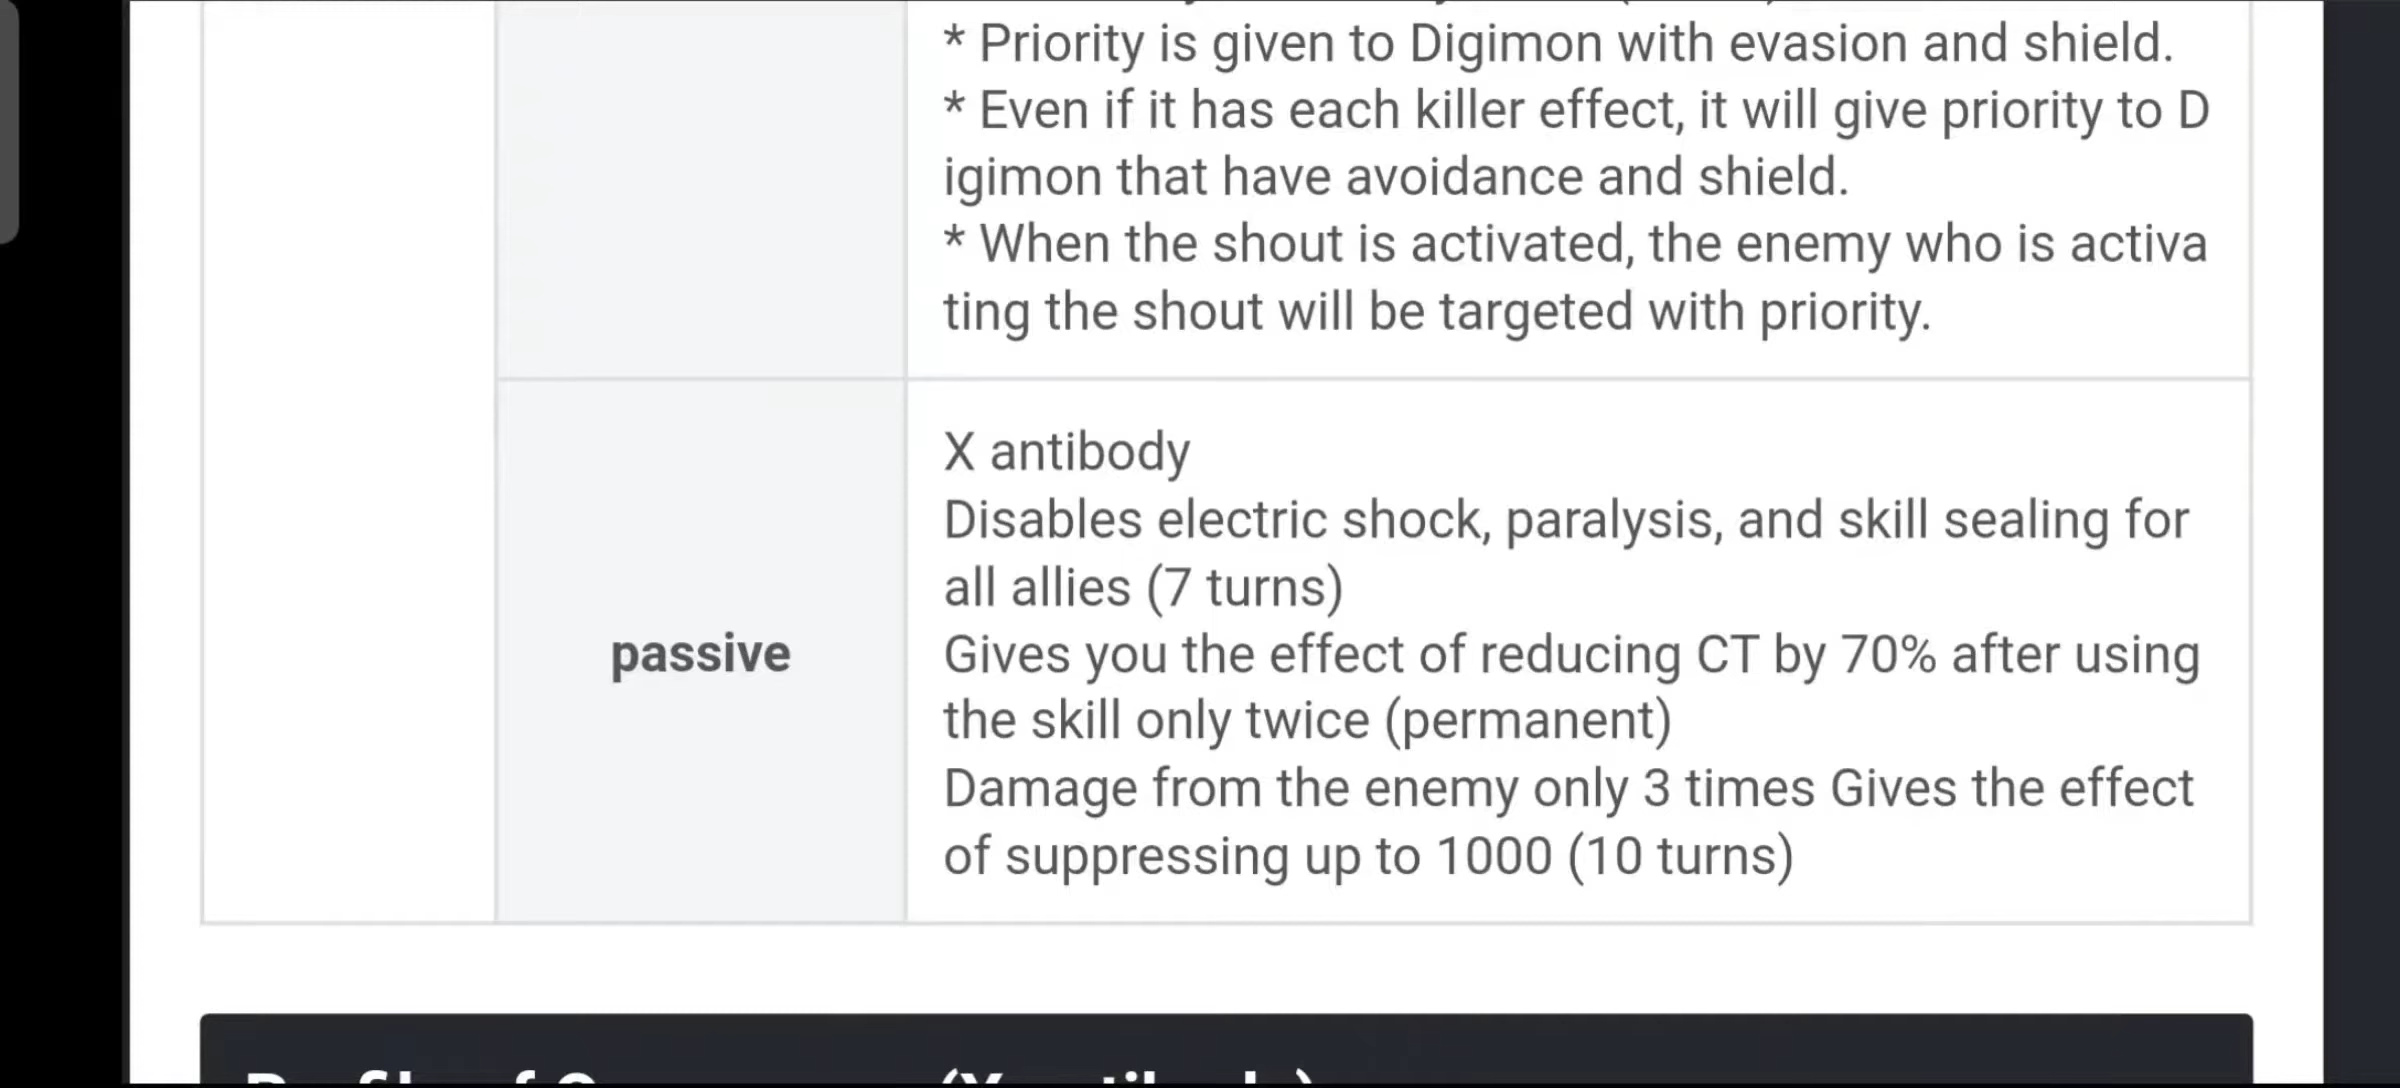 * Priority is given to Digimon with evasion and shield.
* Even if it has each killer effect, it will give priority to D
igimon that have avoidance and shield.
* When the shout is activated, the enemy who is activa
ting the shout will be targeted with priority.
passive
X antibody
Disables electric shock, paralysis, and skill sealing for
all allies (7 turns)
Gives you the effect of reducing CT by 70% after using
the skill only twice (permanent)
Damage from the enemy only 3 times Gives the effect
of suppressing up to 1000 (10 turns)